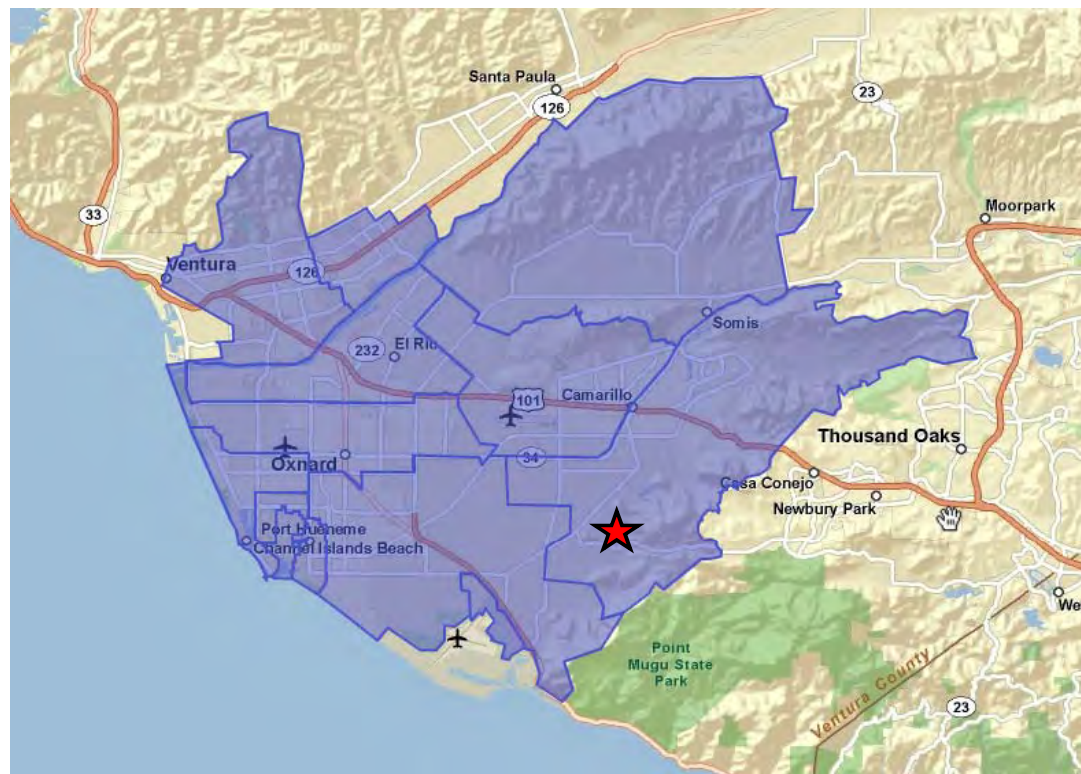 Santa Paula
126
23
33
Moorpark
Ventura
126
Somis
232
El Rio
101
Camarillo
Thousand Oaks
34
Oxnard
Casa Conejo
Newbury Park
Port Hueneme
Channel Islands Beach
We
Point
Mugu State
Park
Ventura County
23